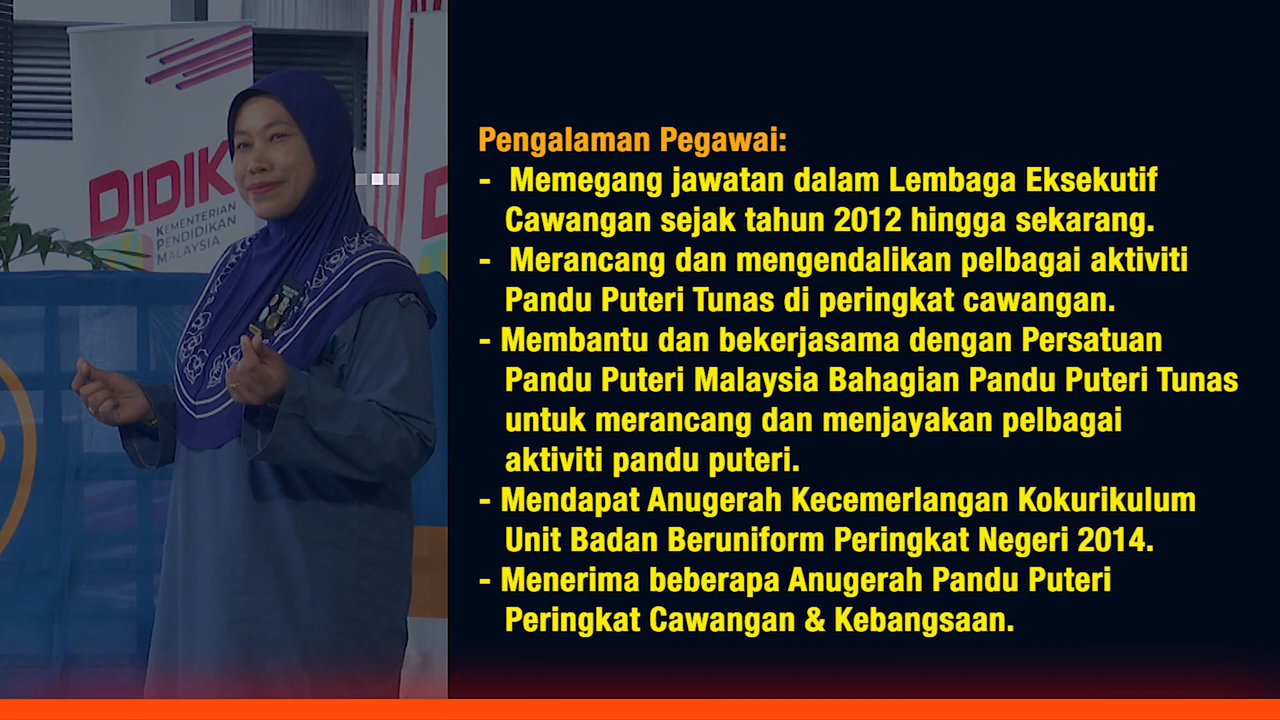 DIDIK
KEMENTERIAN
PENDIDIKAN
MALAYSIA
Pengalaman Pegawai:
- Memegang jawatan dalam Lembaga Eksekutif
Cawangan sejak tahun 2012 hingga sekarang.
- Merancang dan mengendalikan pelbagai aktiviti
Pandu Puteri Tunas di peringkat cawangan.
- Membantu dan bekerjasama dengan Persatuan
Pandu Puteri Malaysia Bahagian Pandu Puteri Tunas
untuk merancang dan menjayakan pelbagai
aktiviti pandu puteri.
- Mendapat Anugerah Kecemerlangan Kokurikulum
Unit Badan Beruniform Peringkat Negeri 2014.
- Menerima beberapa Anugerah Pandu Puteri
Peringkat Cawangan & Kebangsaan.